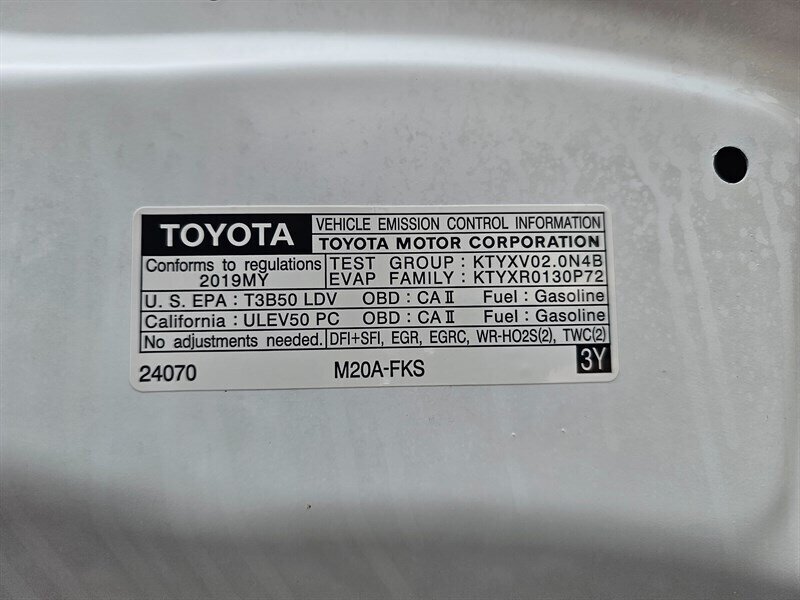 TOYOTA VEHICLE EMISSION CONTROL INFORMATION
TOYOTA MOTOR CORPORATION
Conforms to regulations TEST GROUP : KTYXV02.0N4B
2019MY EVAP FAMILY : KTYXR0130P72
U. S. EPA : T3B50 LDV OBD : CA II Fuel : Gasoline
California : ULEV50 PC OBD : CA II Fuel : Gasoline
No adjustments needed. DFI+SFI, EGR, EGRC, WR-HO2S(2), TWC(2)
24070 M20A-FKS 3Y